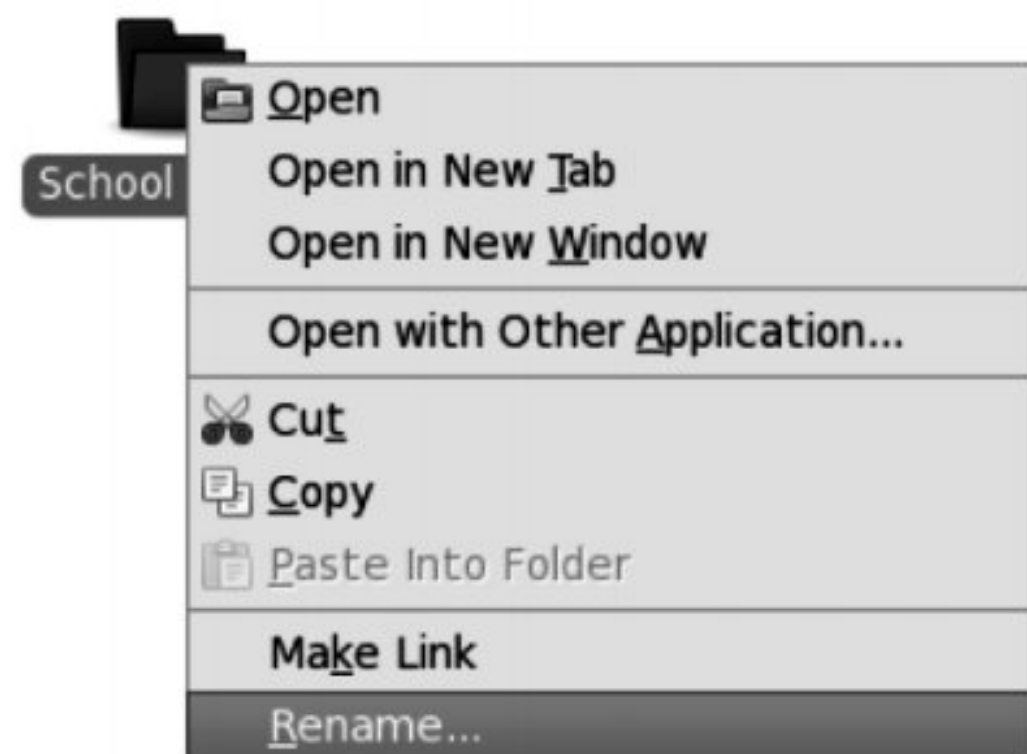 School
Open
Open in New Tab
Open in New Window
Open with Other Application...
Cut
Copy
Paste Into Folder
Make Link
Rename...